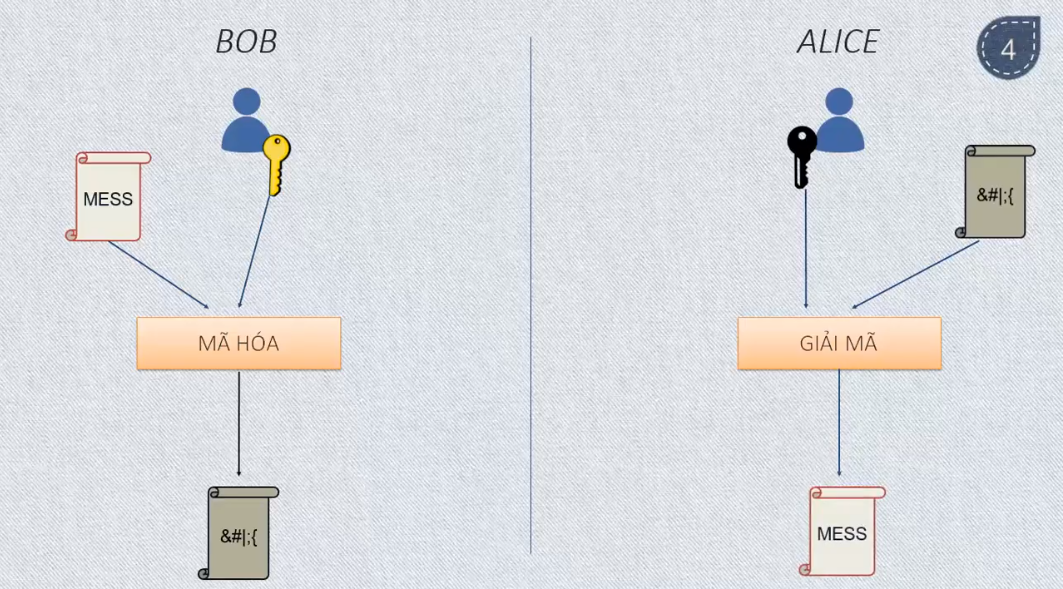 BOB
ALICE
4
MESS
&#|;{
MÃ HÓA
GIẢI MÃ
&#|;{
MESS